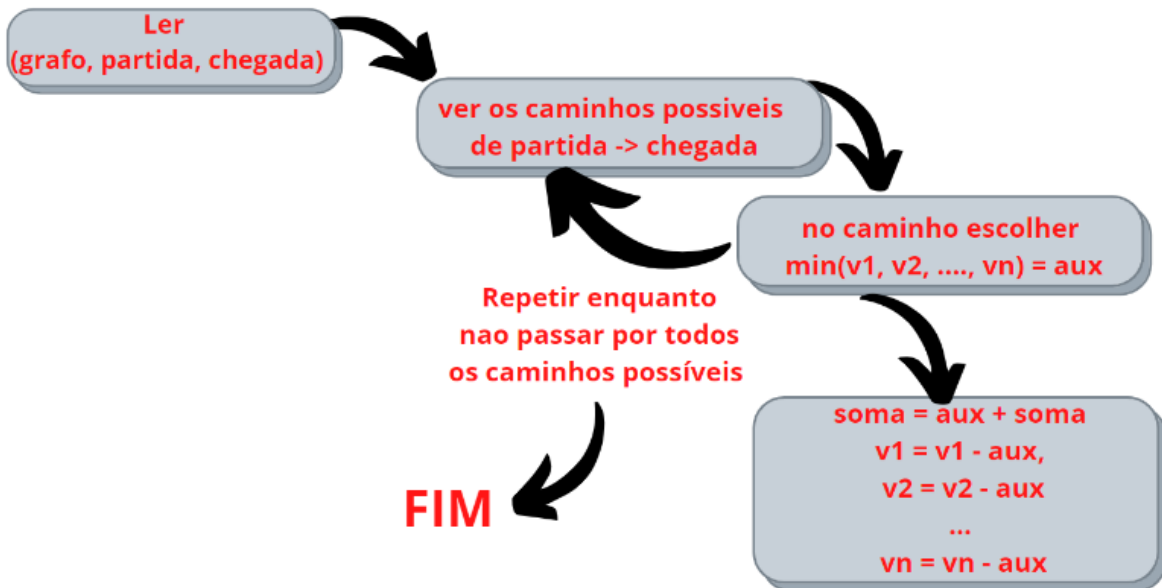 Ler
(grafo, partida, chegada)
ver os caminhos possiveis
de partida -> chegada
no caminho escolher
min(v1, v2, ...., vn) = aux
Repetir enquanto
nao passar por todos
os caminhos possíveis
soma = aux + soma
v1 = v1 - aux,
v2 = v2 - aux
...
vn = vn - aux
FIM